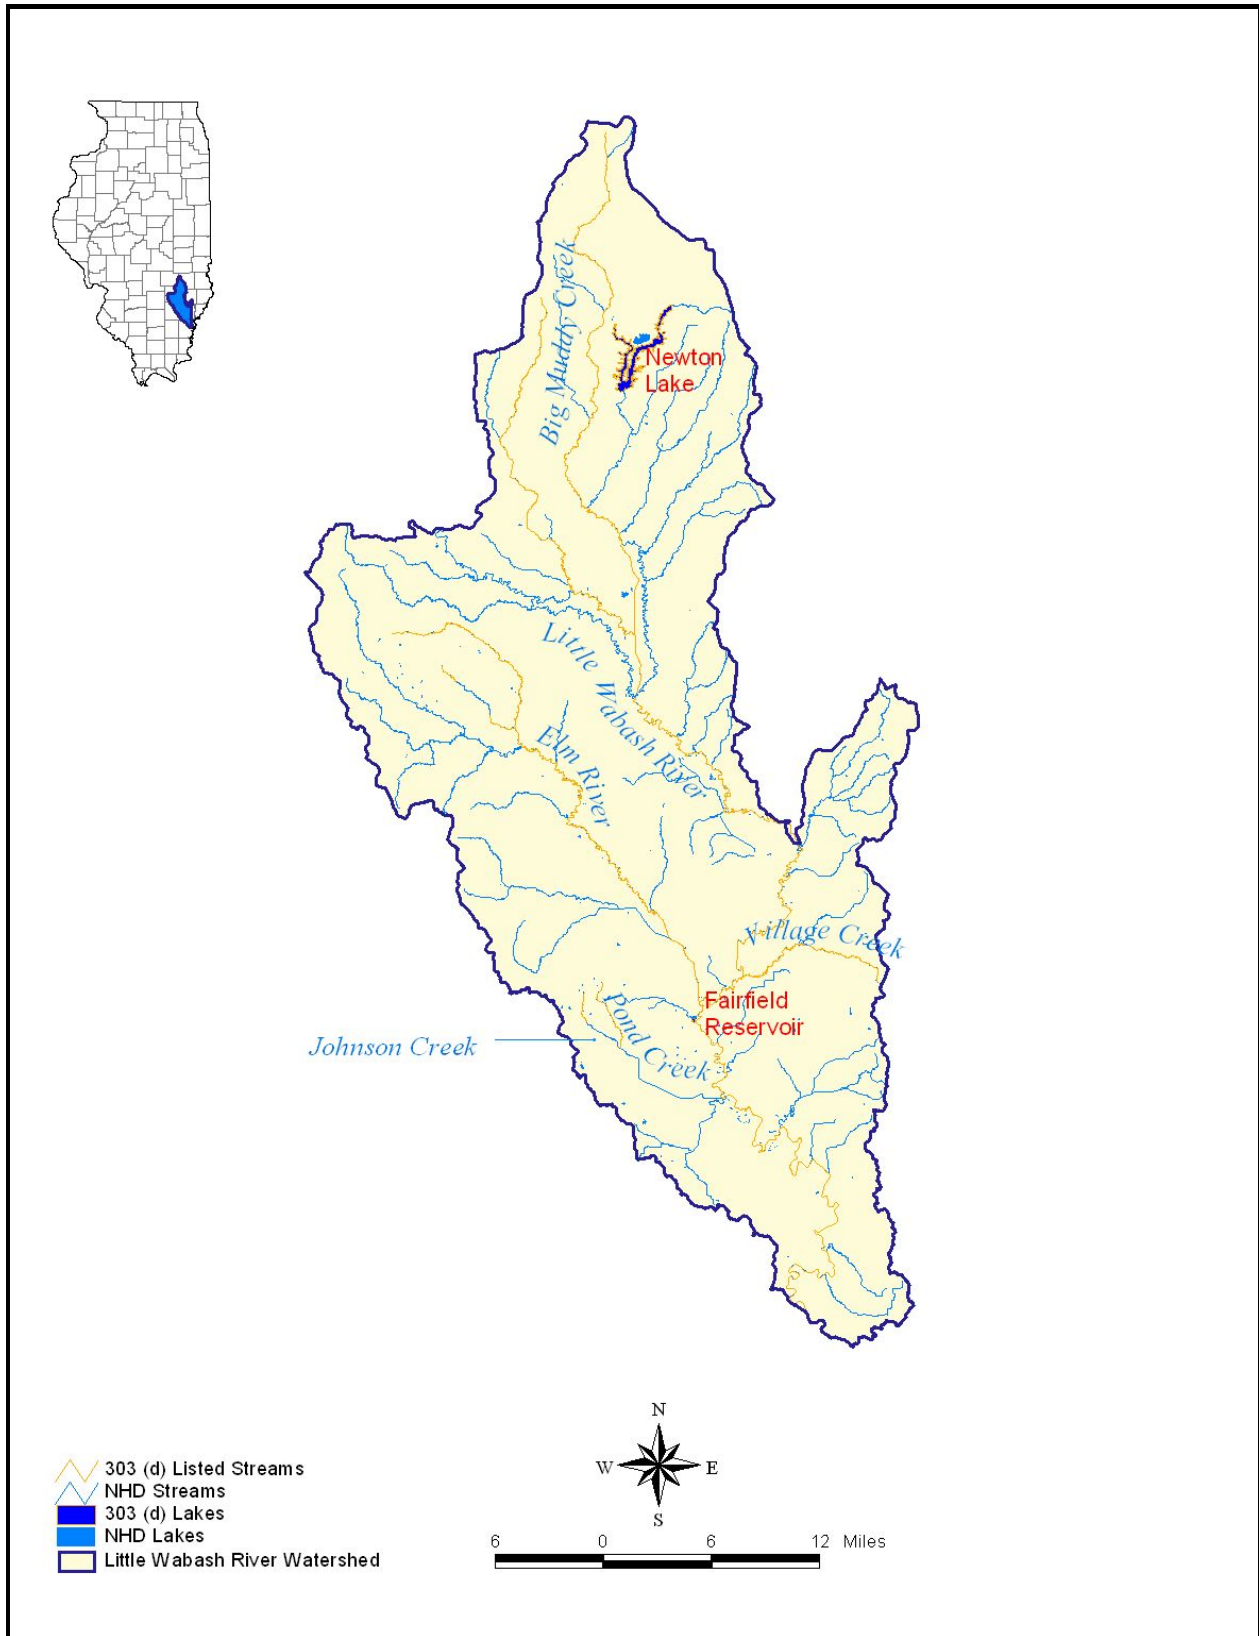 Big Muddy Creek
Newton
Lake
Little Wabash River
Elm River
Village Creek
Fairfield
Reservoir
Pond Creek
Johnson Creek
N
W E
S
303 (d) Listed Streams
NHD Streams
303 (d) Lakes
NHD Lakes
Little Wabash River Watershed
6 0 6 12 Miles